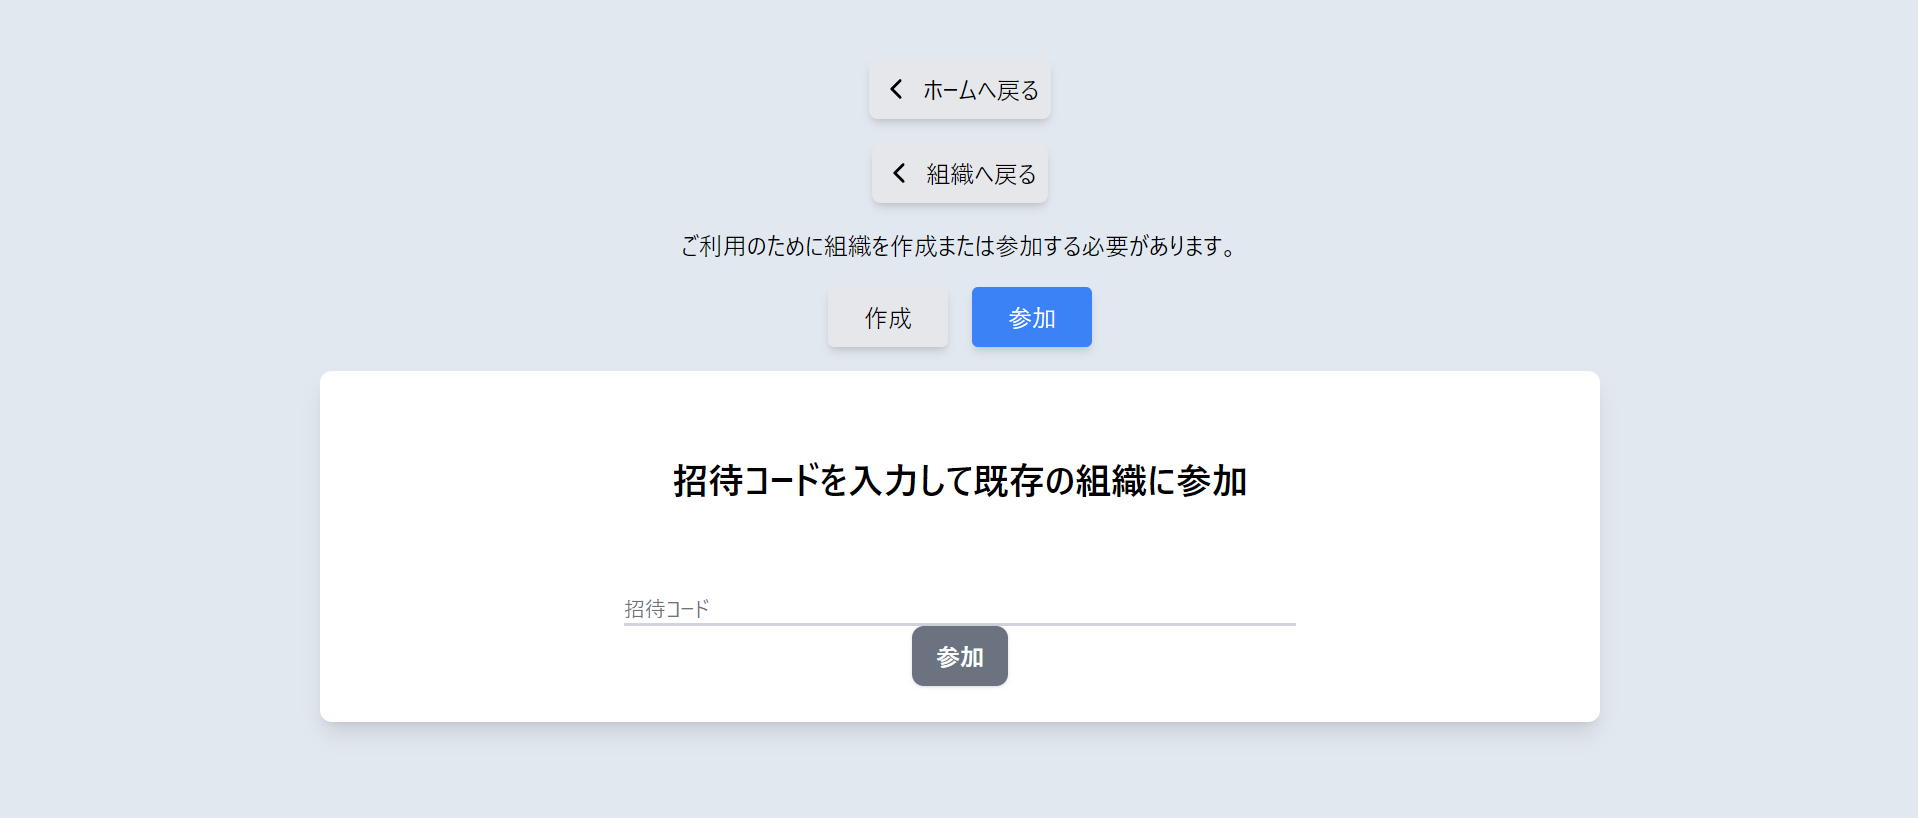 ホームへ戻る
組織へ戻る
ご利用のために組織を作成または参加する必要があります。
作成 参加
招待コードを入力して既存の組織に参加
招待コード
参加